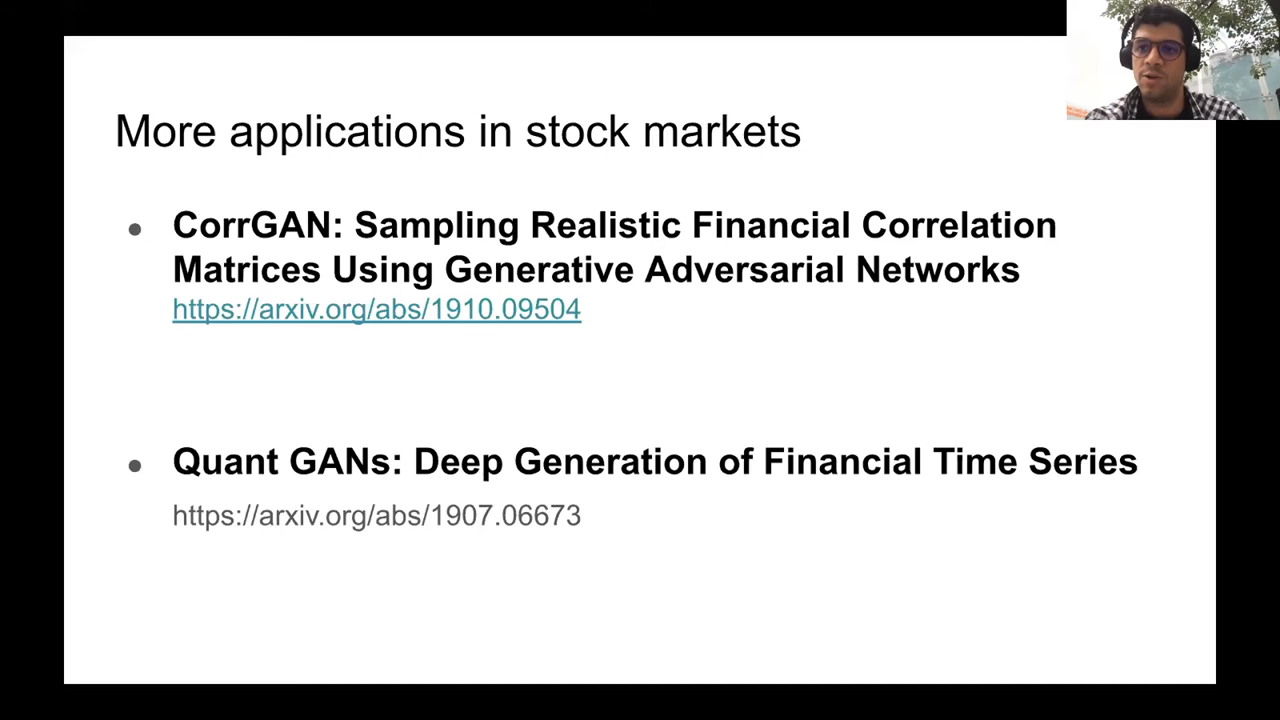 More applications in stock markets
CorrGAN: Sampling Realistic Financial Correlation
Matrices Using Generative Adversarial Networks
https://arxiv.org/abs/1910.09504
Quant GANs: Deep Generation of Financial Time Series
https://arxiv.org/abs/1907.06673